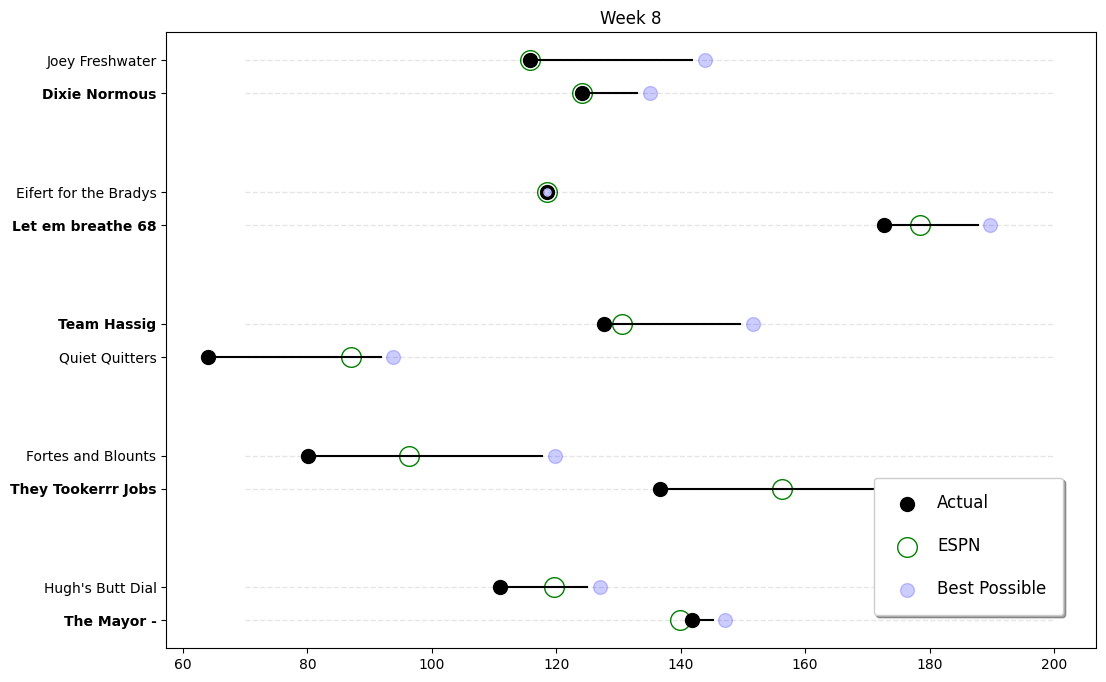 Week 8
Joey Freshwater
Dixie Normous
Eifert for the Bradys
Let em breathe 68
Team Hassig
Quiet Quitters
Fortes and Blounts
They Tookerrr Jobs
Hugh's Butt Dial
The Mayor -
Actual
ESPN
Best Possible
60 80 100 120 140 160 180 200